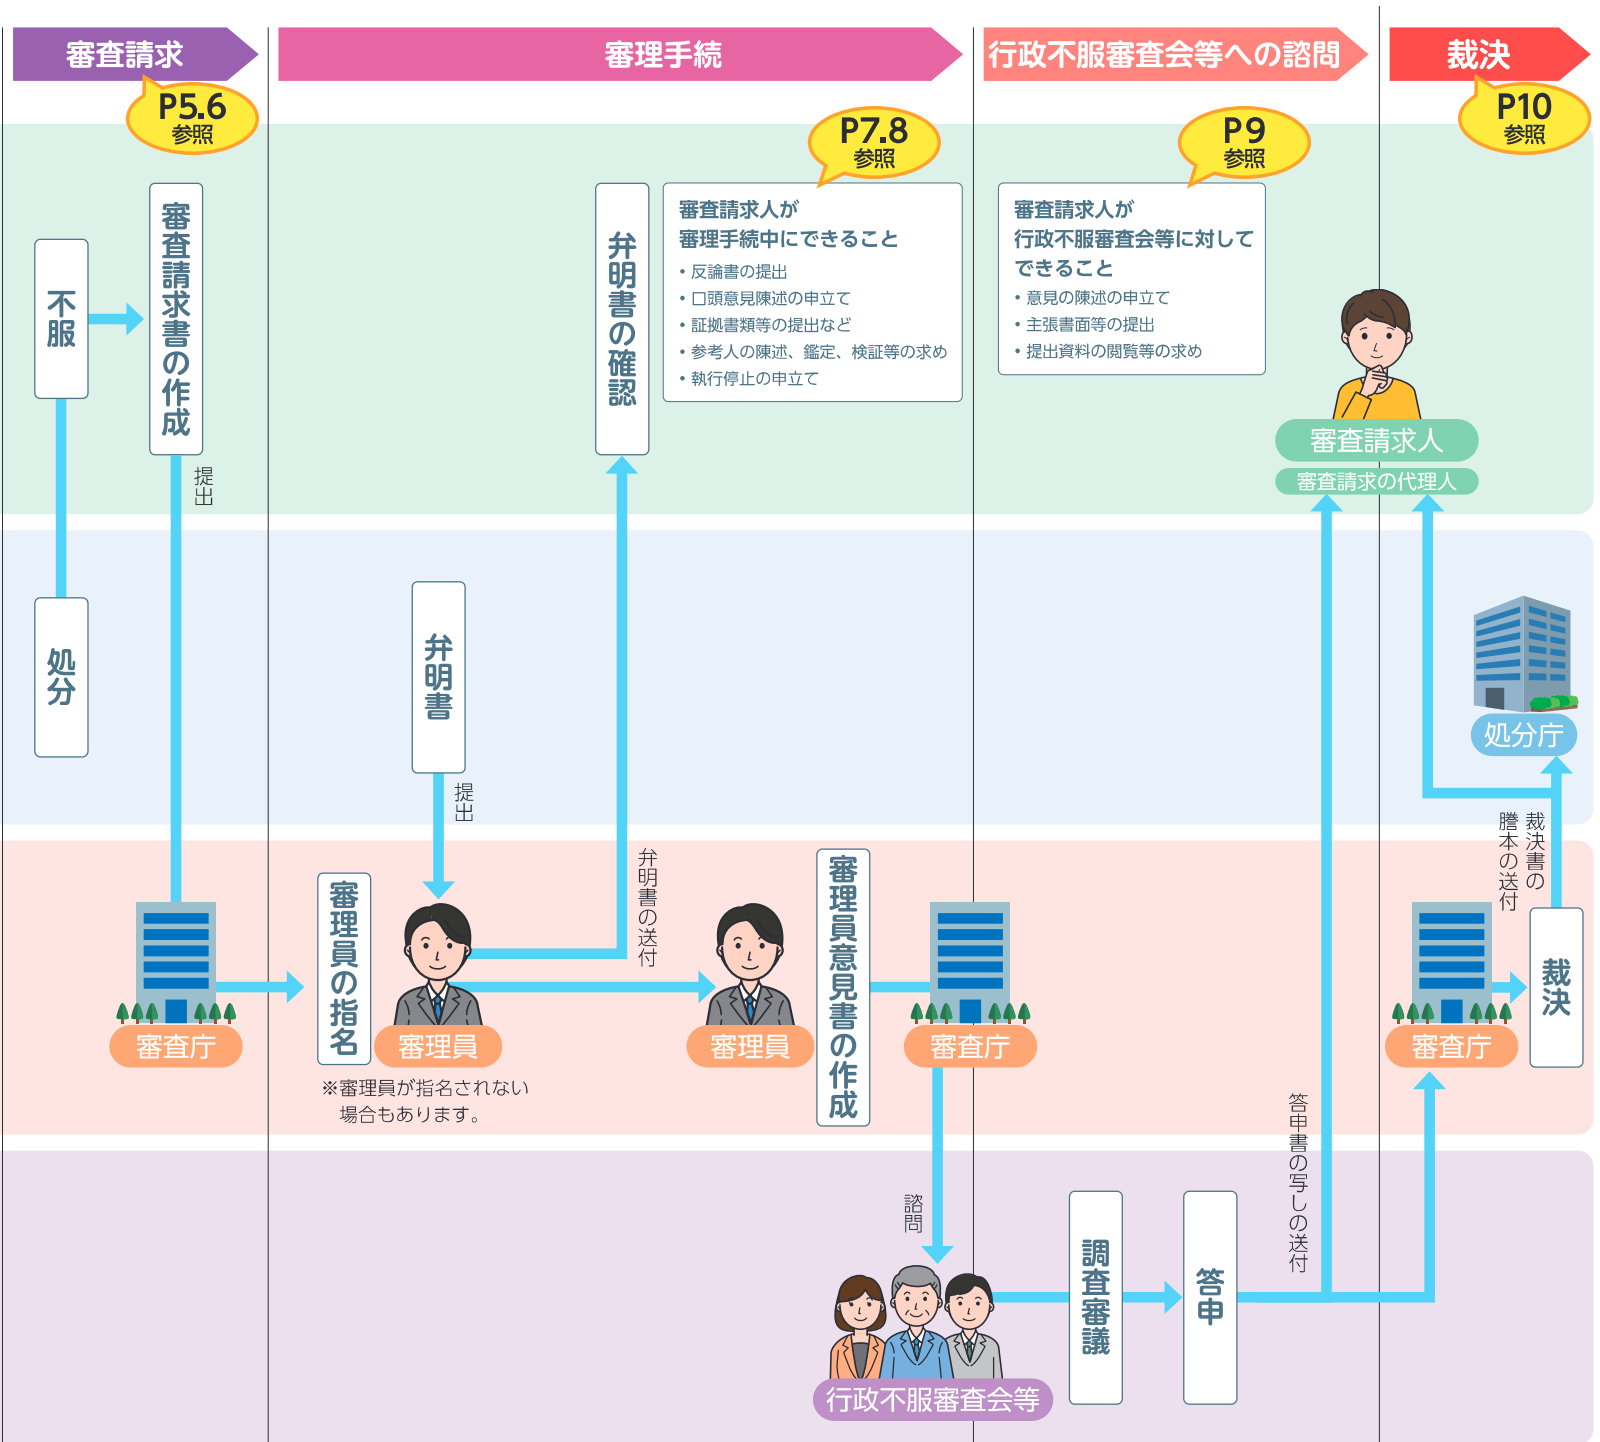 審査請求
審理手続
行政不服審査会等への諮問
裁決
P5.6
参照
P7.8
参照
P9
参照
P10
参照
不服
審査請求書の作成
提出
処分
弁明書の確認
審査請求人が
審理手続中にできること
・反論書の提出
・口頭意見陳述の申立て
・証拠書類等の提出など
・参考人の陳述、鑑定、検証等の求め
・執行停止の申立て
審査請求人が
行政不服審査会等に対して
できること
・意見の陳述の申立て
・主張書面等の提出
・提出資料の閲覧等の求め
審査請求人
審査請求の代理人
弁明書
提出
処分庁
裁決書の
謄本の送付
審査庁
審理員の指名
審理員
※審理員が指名されない
場合もあります。
弁明書の送付
審理員
審理員意見書の作成
審査庁
審査庁
裁決
諮問
行政不服審査会等
調査審議
答申
答申書の写しの送付